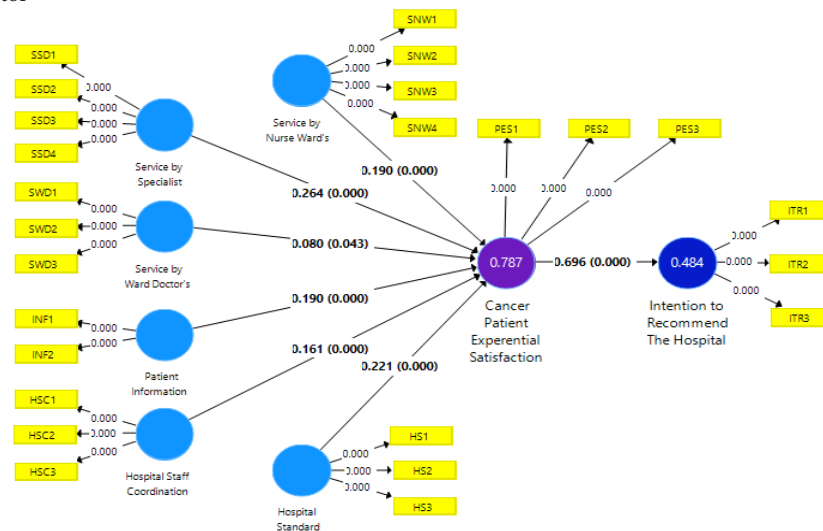 SSD1
SSD2
SSD3
SSD4
0.000
0.000
0.000
0.000
Service by
Specialist
SNW1
SNW2
SNW3
SNW4
0.000
0.000
0.000
0.000
Service by
Nurse Ward's
SWD1
SWD2
SWD3
0.000
0.000
0.000
Service by
Ward Doctor's
INF1
INF2
0.000
0.000
Patient
Information
HSC1
HSC2
HSC3
0.000
0.000
0.000
Hospital Staff
Coordination
HS1
HS2
HS3
0.000
0.000
0.000
Hospital
Standard
0.190 (0.000)
0.264 (0.000)
0.080 (0.043)
0.190 (0.000)
0.161 (0.000)
0.221 (0.000)
PES1
PES2
PES3
0.000
0.000
0.000
0.787
Cancer
Patient
Experential
Satisfaction
0.696 (0.000)
0.484
Intention to
Recommend
The Hospital
ITR1
ITR2
ITR3
0.000
0.000
0.000